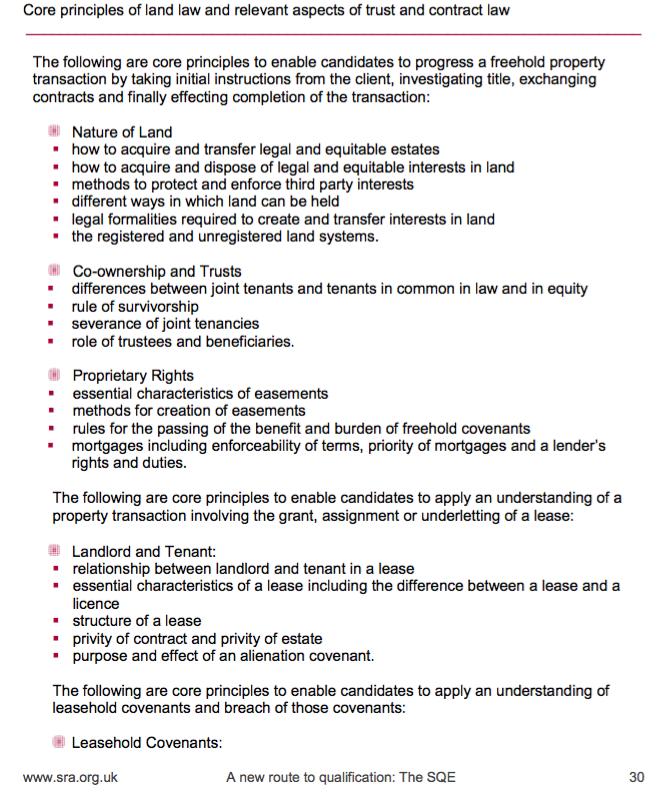 Core principles of land law and relevant aspects of trust and contract law
The following are core principles to enable candidates to progress a freehold property
transaction by taking initial instructions from the client, investigating title, exchanging
contracts and finally effecting completion of the transaction:
Nature of Land
▪ how to acquire and transfer legal and equitable estates
▪ how to acquire and dispose of legal and equitable interests in land
▪ methods to protect and enforce third party interests
▪ different ways in which land can be held
▪ legal formalities required to create and transfer interests in land
▪ the registered and unregistered land systems.
Co-ownership and Trusts
▪ differences between joint tenants and tenants in common in law and in equity
▪ rule of survivorship
▪ severance of joint tenancies
▪ role of trustees and beneficiaries.
Proprietary Rights
▪ essential characteristics of easements
▪ methods for creation of easements
▪ rules for the passing of the benefit and burden of freehold covenants
▪ mortgages including enforceability of terms, priority of mortgages and a lender's
rights and duties.
The following are core principles to enable candidates to apply an understanding of a
property transaction involving the grant, assignment or underletting of a lease:
Landlord and Tenant:
▪ relationship between landlord and tenant in a lease
▪ essential characteristics of a lease including the difference between a lease and a
licence
▪ structure of a lease
▪ privity of contract and privity of estate
▪ purpose and effect of an alienation covenant.
The following are core principles to enable candidates to apply an understanding of
leasehold covenants and breach of those covenants:
Leasehold Covenants:
www.sra.org.uk A new route to qualification: The SQE 30